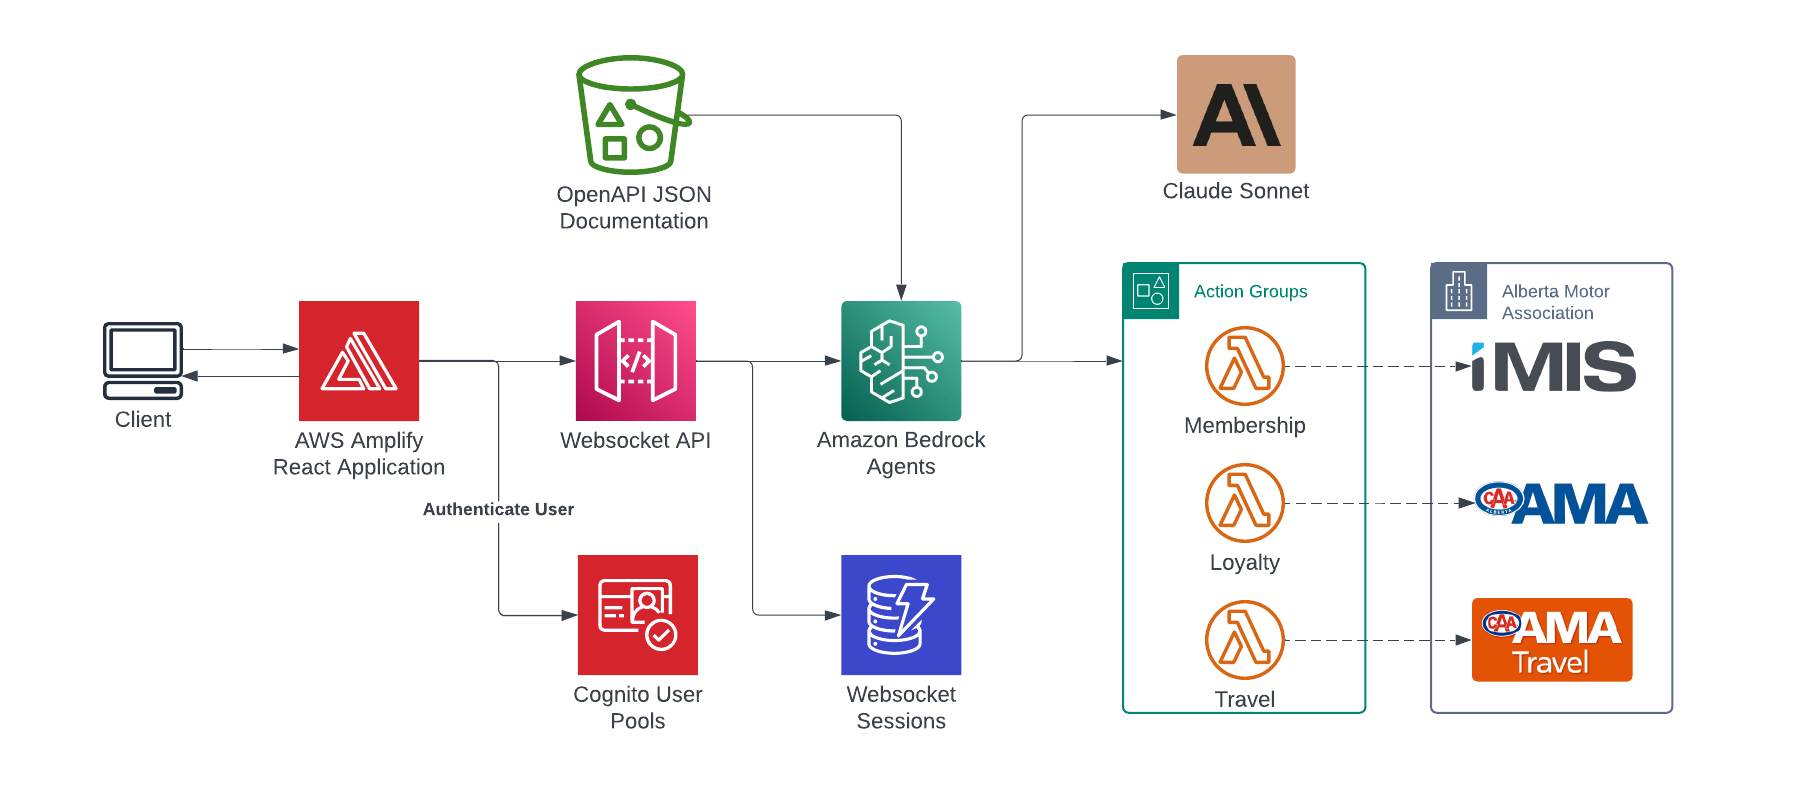 OpenAPI JSON
Documentation
Claude Sonnet
Client
AWS Amplify
React Application
Websocket API
Amazon Bedrock
Agents
Authenticate User
Cognito User
Pools
Websocket
Sessions
Action Groups
Membership
Loyalty
Travel
Alberta Motor
Association
iMIS
CAA
ALBERTA
AMA
CAA
AMA
Travel